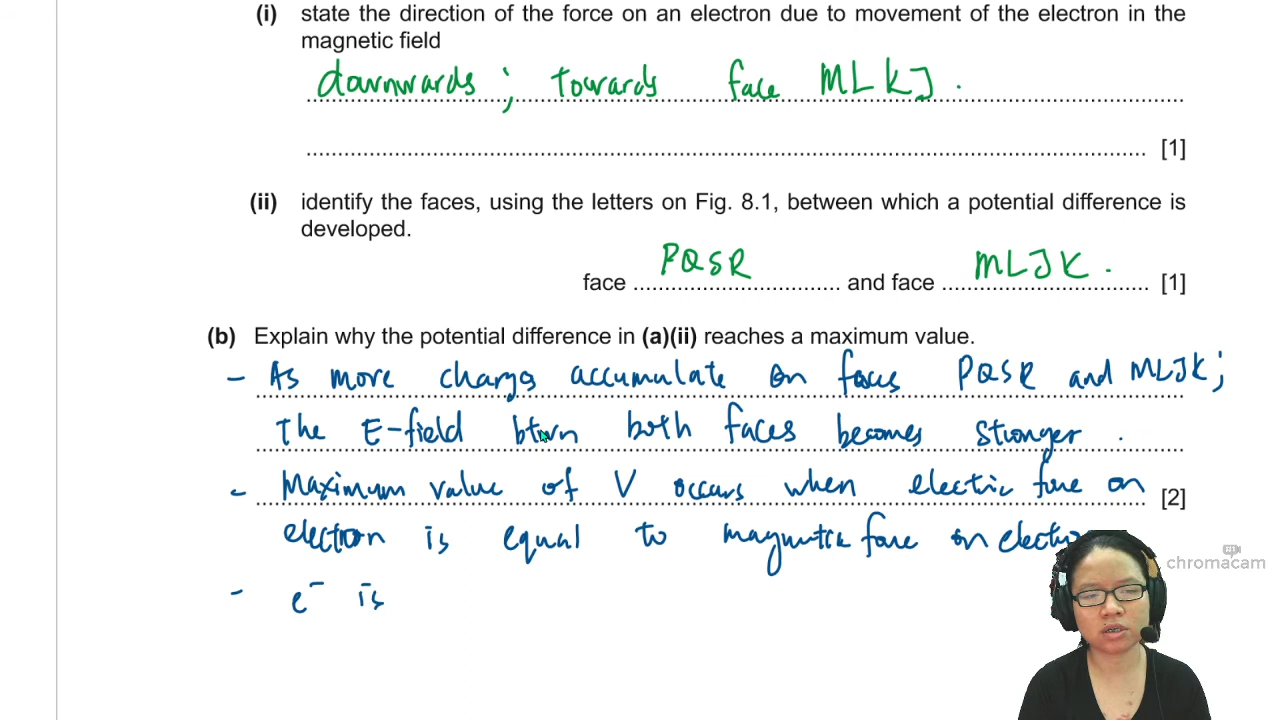 (i) state the direction of the force on an electron due to movement of the electron in the
magnetic field
downwards; towards face MLKJ.
[1]
(ii) identify the faces, using the letters on Fig. 8.1, between which a potential difference is
developed.
face PQSR and face MLJK. [1]
(b) Explain why the potential difference in (a)(ii) reaches a maximum value.
- As more charges accumulate on faces PQSR and MLJK;
the E-field btwn both faces becomes stronger.
- Maximum value of V occurs when electric force on [2]
electron is equal to magnetic force on
chromacam
- e⁻ is